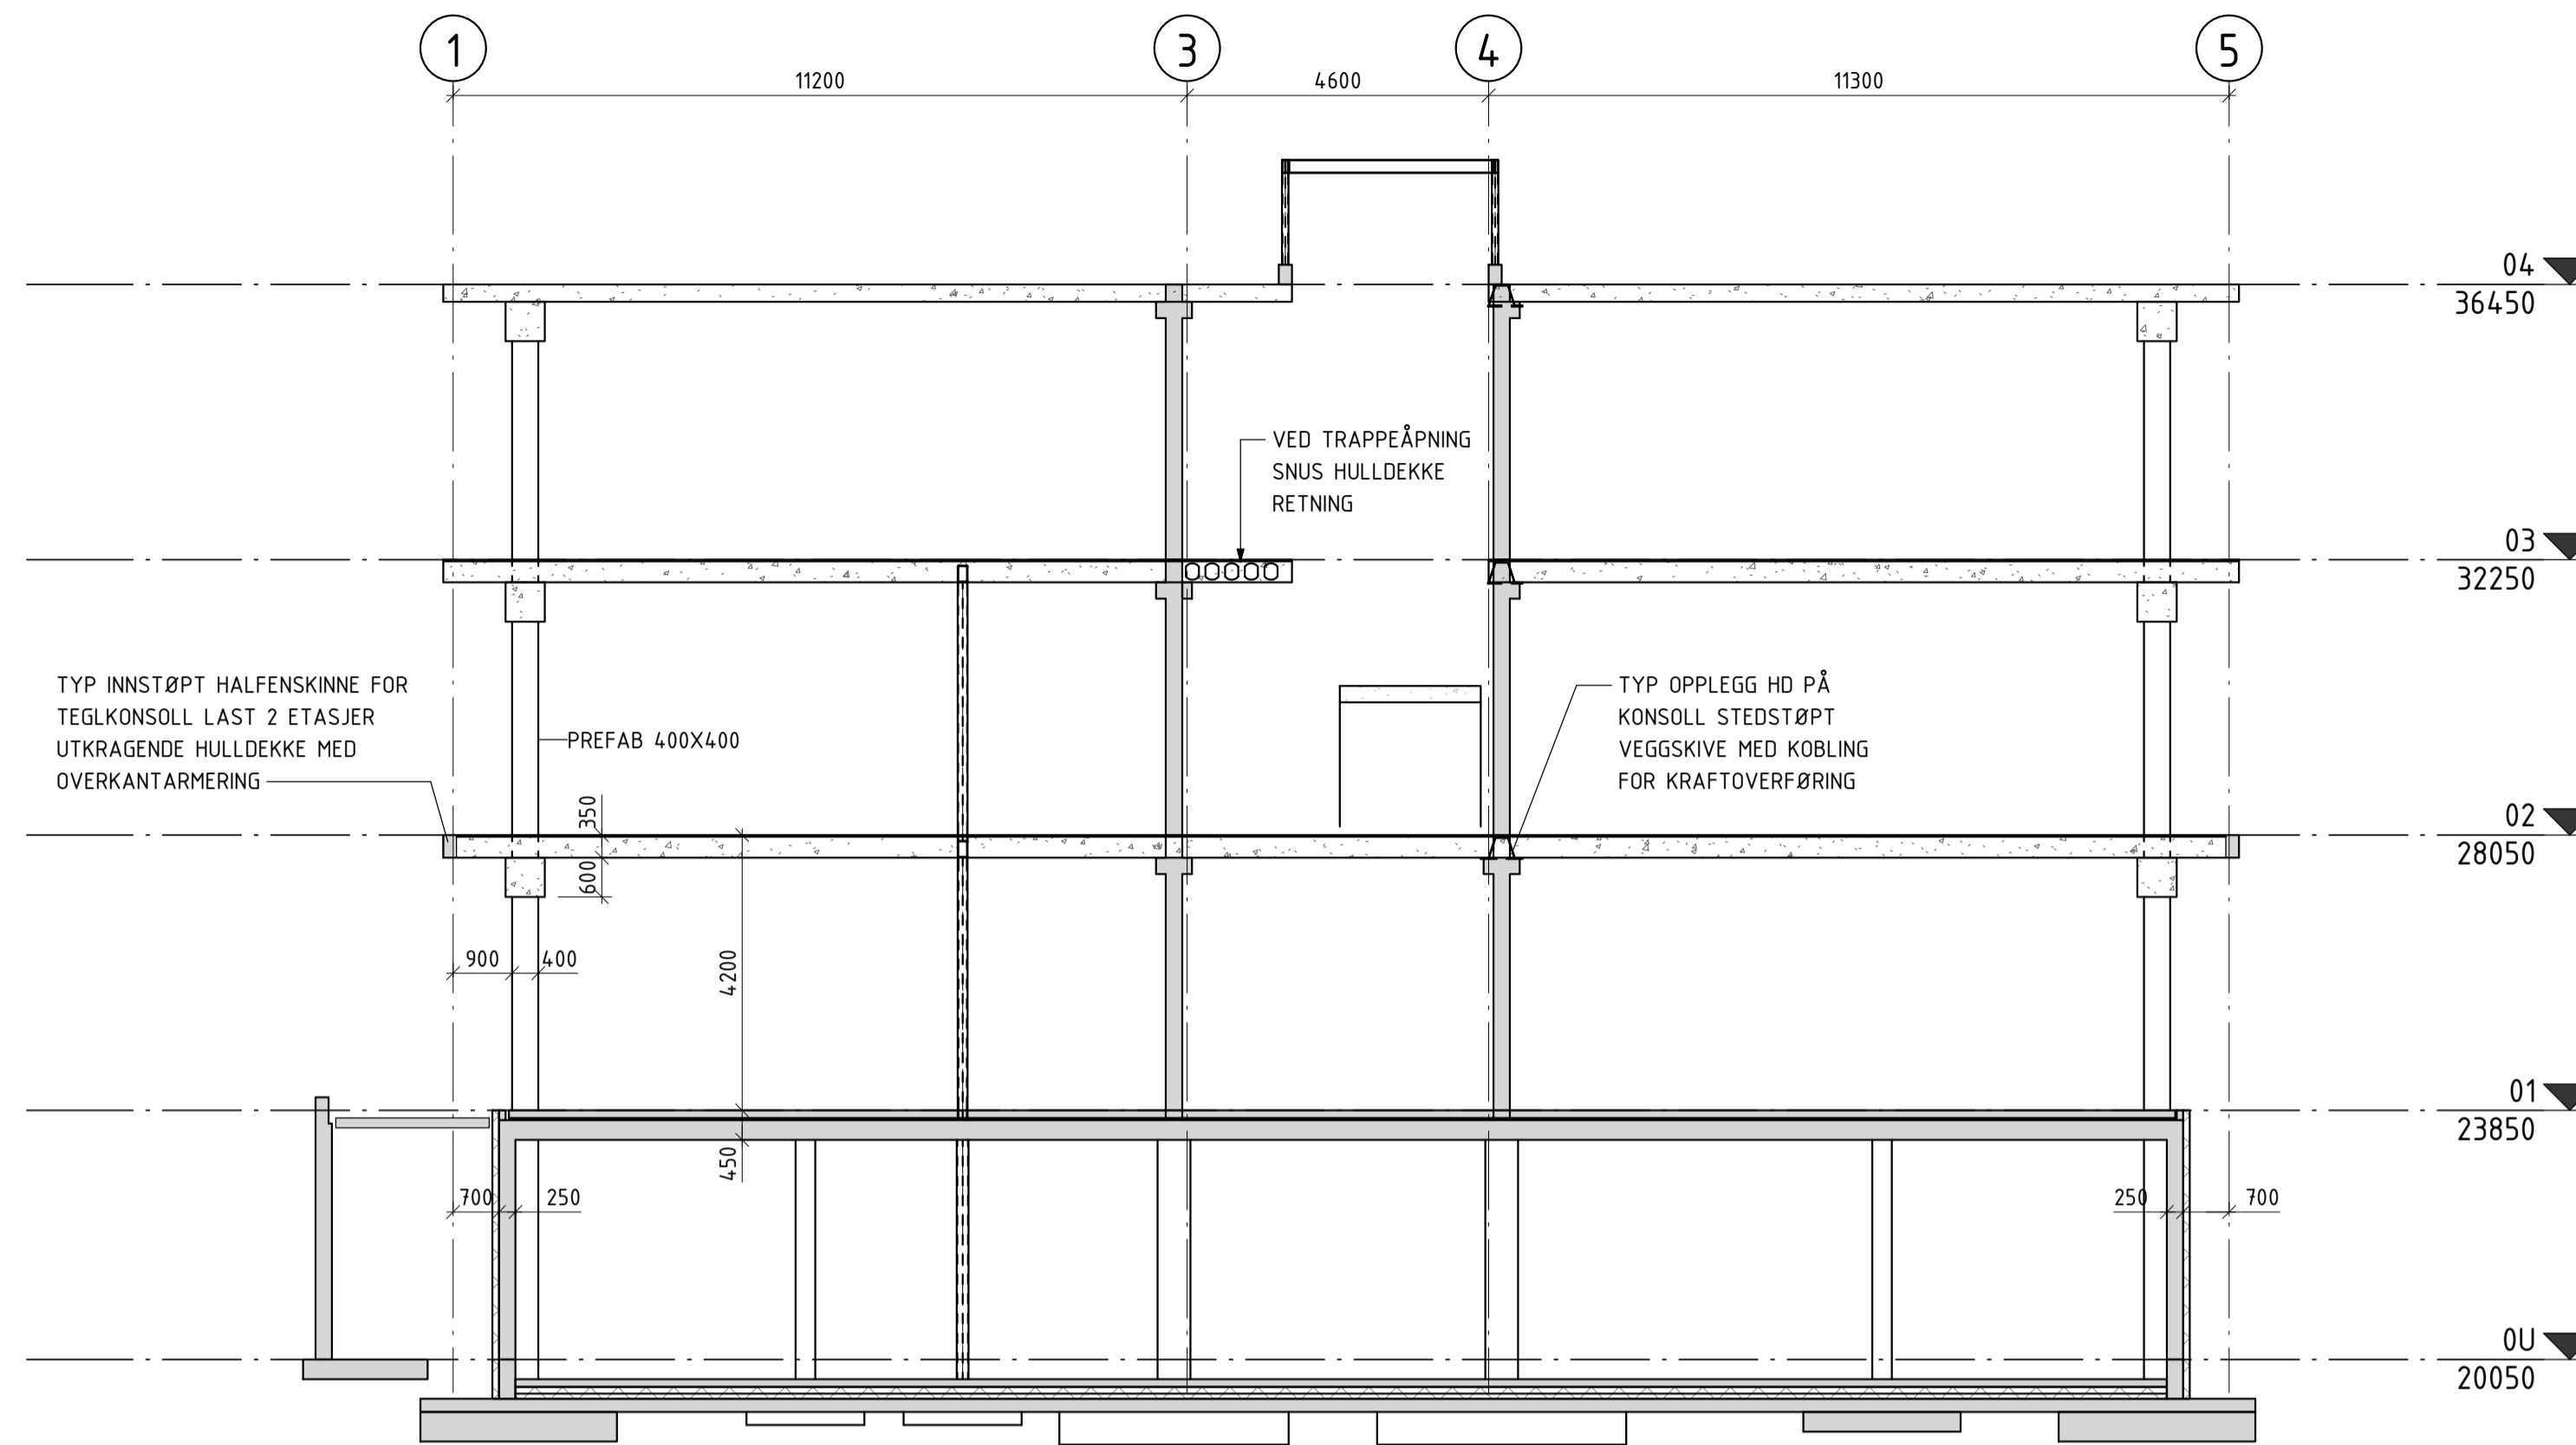 1
3
4
5
11200
4600
11300
04
36450
VED TRAPPEÅPNING
SNUS HULLDEKKE
RETNING
03
32250
TYP INNSTØPT HALFENSKINNE FOR
TEGLKONSOLL LAST 2 ETASJER
UTKRAGENDE HULLDEKKE MED
OVERKANTARMERING
PREFAB 400X400
TYP OPPLEGG HD PÅ
KONSOLL STEDSTØPT
VEGGSKIVE MED KOBLING
FOR KRAFTOVERFØRING
350
02
28050
600
900
400
4200
01
23850
450
700
250
250
700
0U
20050